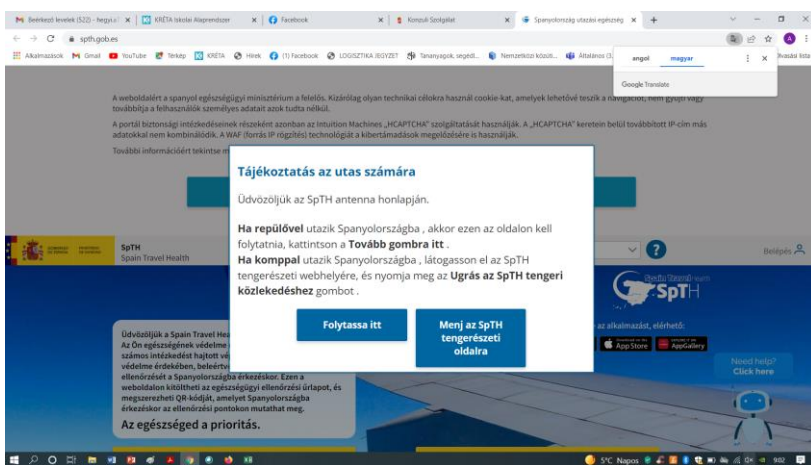 Beérkező levelek (522) - hegyi.a
KRÉTA Iskolai Alaprendszer
Facebook
Konzuli Szolgálat
Spanyolország utazási egészség
spth.gob.es
Alkalmazások Gmail YouTube Térkép KRÉTA Hírek (1) Facebook LOGISZTIKA JEGYZET Tananyagok, segédl... Nemzetközi közúti... Általános (3.
lvasási lista
angol magyar
Google Translate
A weboldalért a spanyol egészségügyi minisztérium a felelős. Kizárólag olyan technikai célokra használ cookie-kat, amelyek lehetővé teszik a navigációt, nem gyűjti vagy
továbbítja a felhasználók személyes adatait azok tudta nélkül.
A portál biztonsági intézkedéseinek részeként azonban az Intuition Machines „HCAPTCHA" szolgáltatását használják. A „HCAPTCHA" keretein belül továbbított IP-cím más
adatokkal nem kombinálódik. A WAF (forrás IP rögzítés) technológiát a kibertámadások megelőzésére is használják.
További információért tekintse m
Tájékoztatás az utas számára
Üdvözöljük az SpTH antenna honlapján.
Ha repülővel utazik Spanyolországba , akkor ezen az oldalon kell
folytatnia, kattintson a Tovább gombra itt .
Ha komppal utazik Spanyolországba , látogasson el az SpTH
tengerészeti webhelyére, és nyomja meg az Ugrás az SpTH tengeri
közlekedéshez gombot .
Folytassa itt
Menj az SpTH
tengerészeti
oldalra
SpTH
Spain Travel Health
Belépés
Spain Travel Health
SpTH
Üdvözöljük a Spain Travel Hea
Az Ön egészségének védelme
számos intézkedést hajtott vé
védelme érdekében, beleértv
ellenőrzését a Spanyolországba érkezéskor. Ezen a
weboldalon kitöltheti az egészségügyi ellenőrzési űrlapot, és
megszerezheti QR-kódját, amelyet Spanyolországba
érkezéskor az ellenőrzési pontokon mutathat meg.
Az egészséged a prioritás.
az alkalmazást, elérhető:
App Store
AppGallery
Need help?
Click here
5°C Napos
9:02